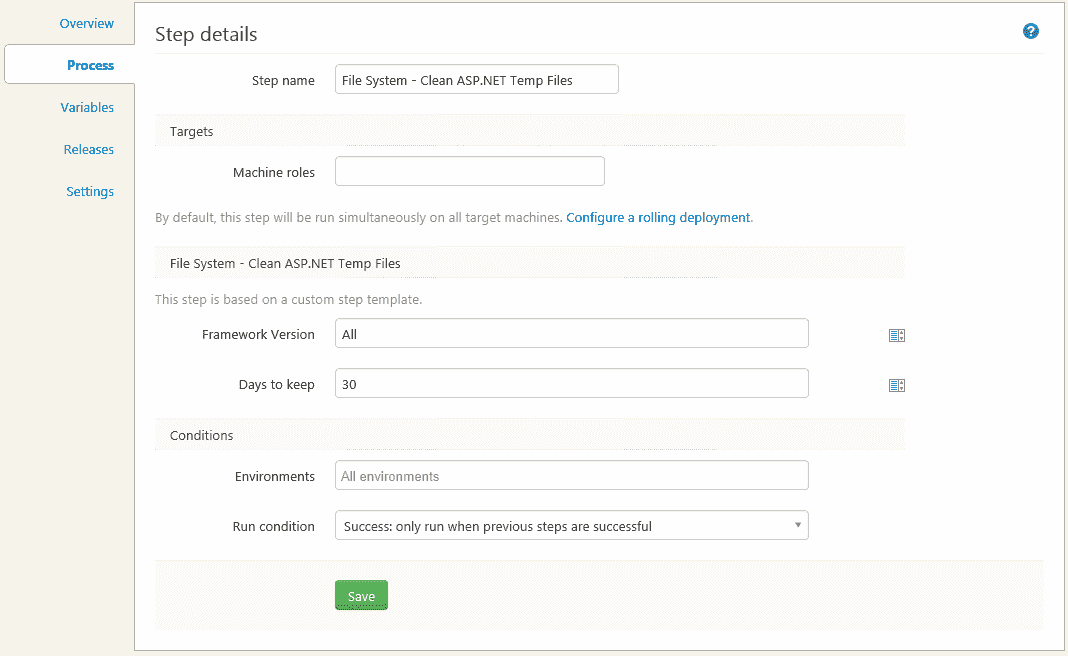 Overview
Process
Variables
Releases
Settings
Step details
?
Step name
File System - Clean ASP.NET Temp Files
Targets
Machine roles
By default, this step will be run simultaneously on all target machines. Configure a rolling deployment.
File System - Clean ASP.NET Temp Files
This step is based on a custom step template.
Framework Version
All
Days to keep
30
Conditions
Environments
All environments
Run condition
Success: only run when previous steps are successful
Save